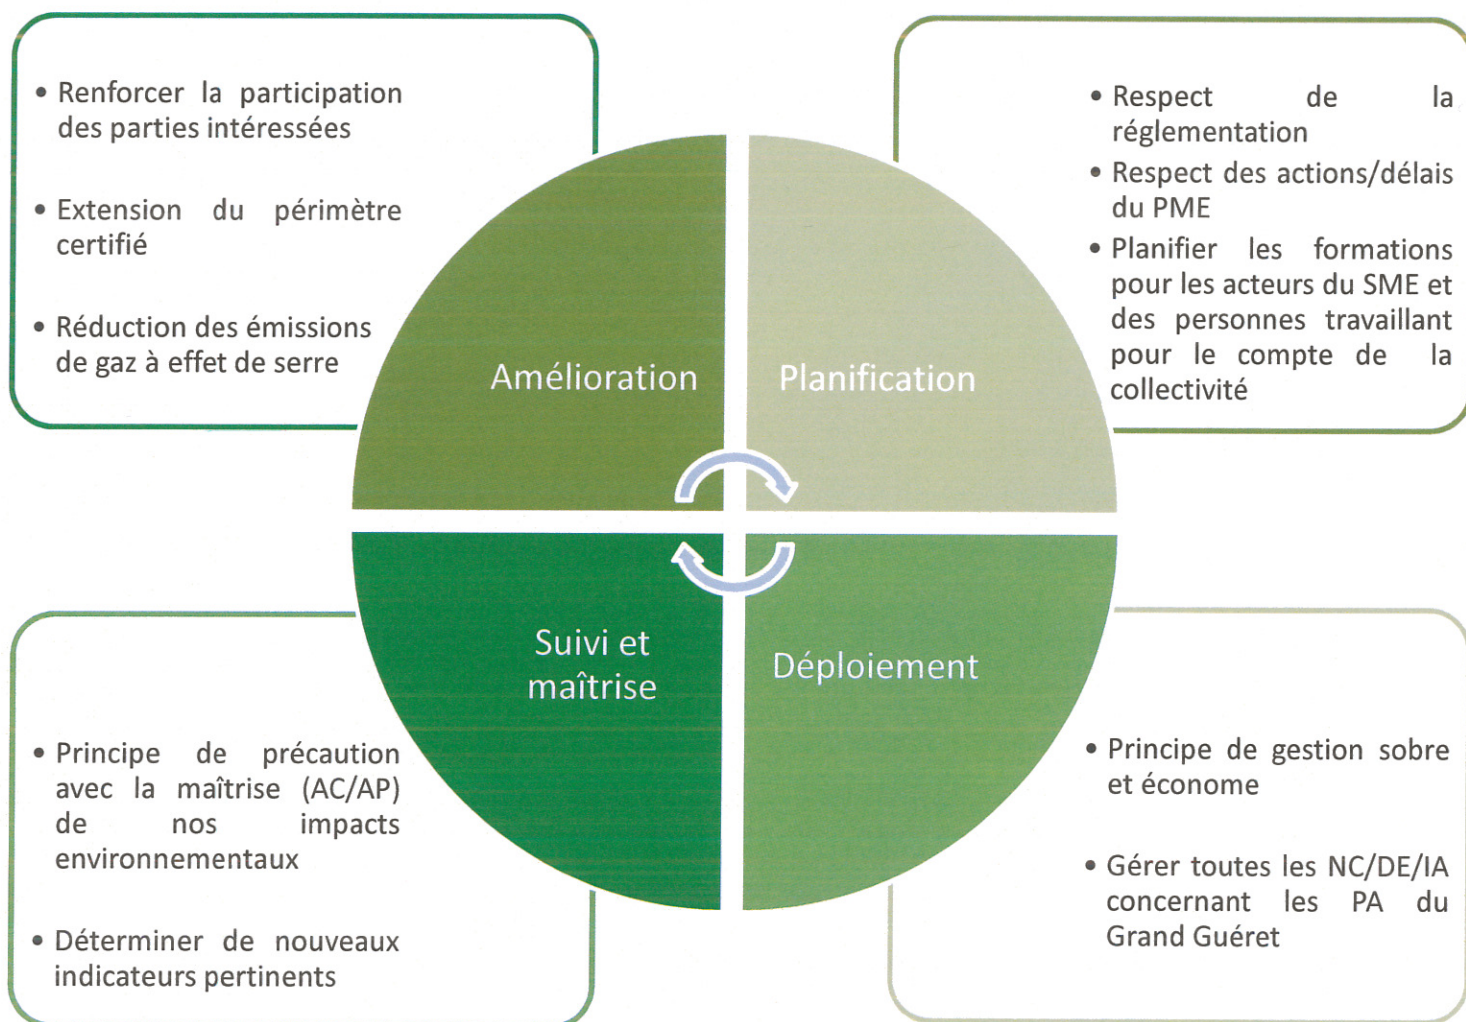 • Renforcer la participation
des parties intéressées
• Extension du périmètre
certifié
• Réduction des émissions
de gaz à effet de serre
• Respect de la
réglementation
• Respect des actions/délais
du PME
• Planifier les formations
pour les acteurs du SME et
des personnes travaillant
pour le compte de la
collectivité
Amélioration
Planification
Suivi et
maîtrise
Déploiement
• Principe de précaution
avec la maîtrise (AC/AP)
de nos impacts
environnementaux
• Déterminer de nouveaux
indicateurs pertinents
• Principe de gestion sobre
et économe
• Gérer toutes les NC/DE/IA
concernant les PA du
Grand Guéret